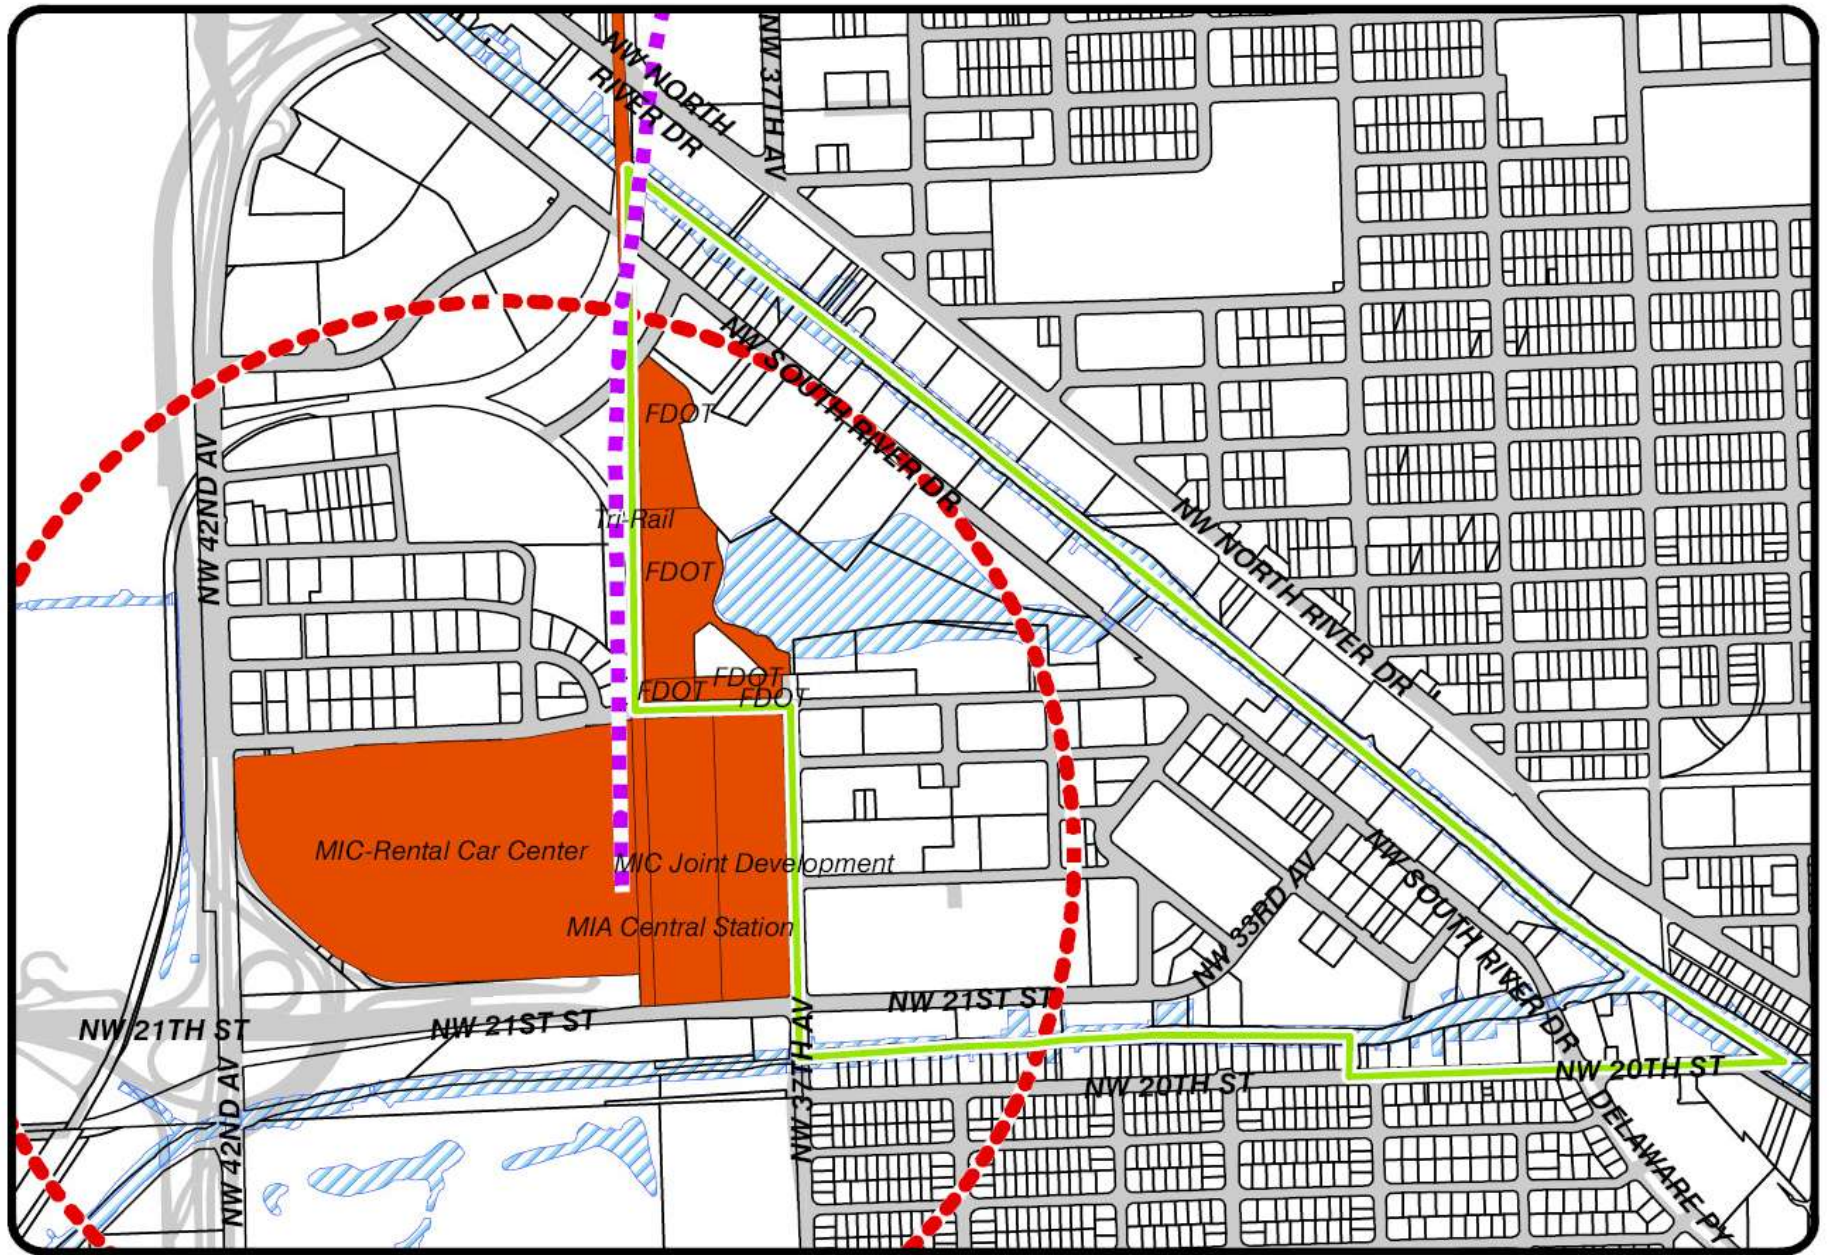 NW NORTH
RIVER DR
NW 37TH AV
NW SOUTH RIVER DR
FDOT
NW 42ND AV
Tri-Rail
FDOT
NW NORTH RIVER DR
FDOT
FDOT
FDOT
MIC-Rental Car Center
MIC Joint Development
MIA Central Station
NW 33RD AV
NW SOUTH RIVER DR
NW 21TH ST
NW 21ST ST
NW 21ST ST
NW 37TH AV
NW 42ND AV
NW 20TH ST
NW 20TH ST
DELAWARE PY